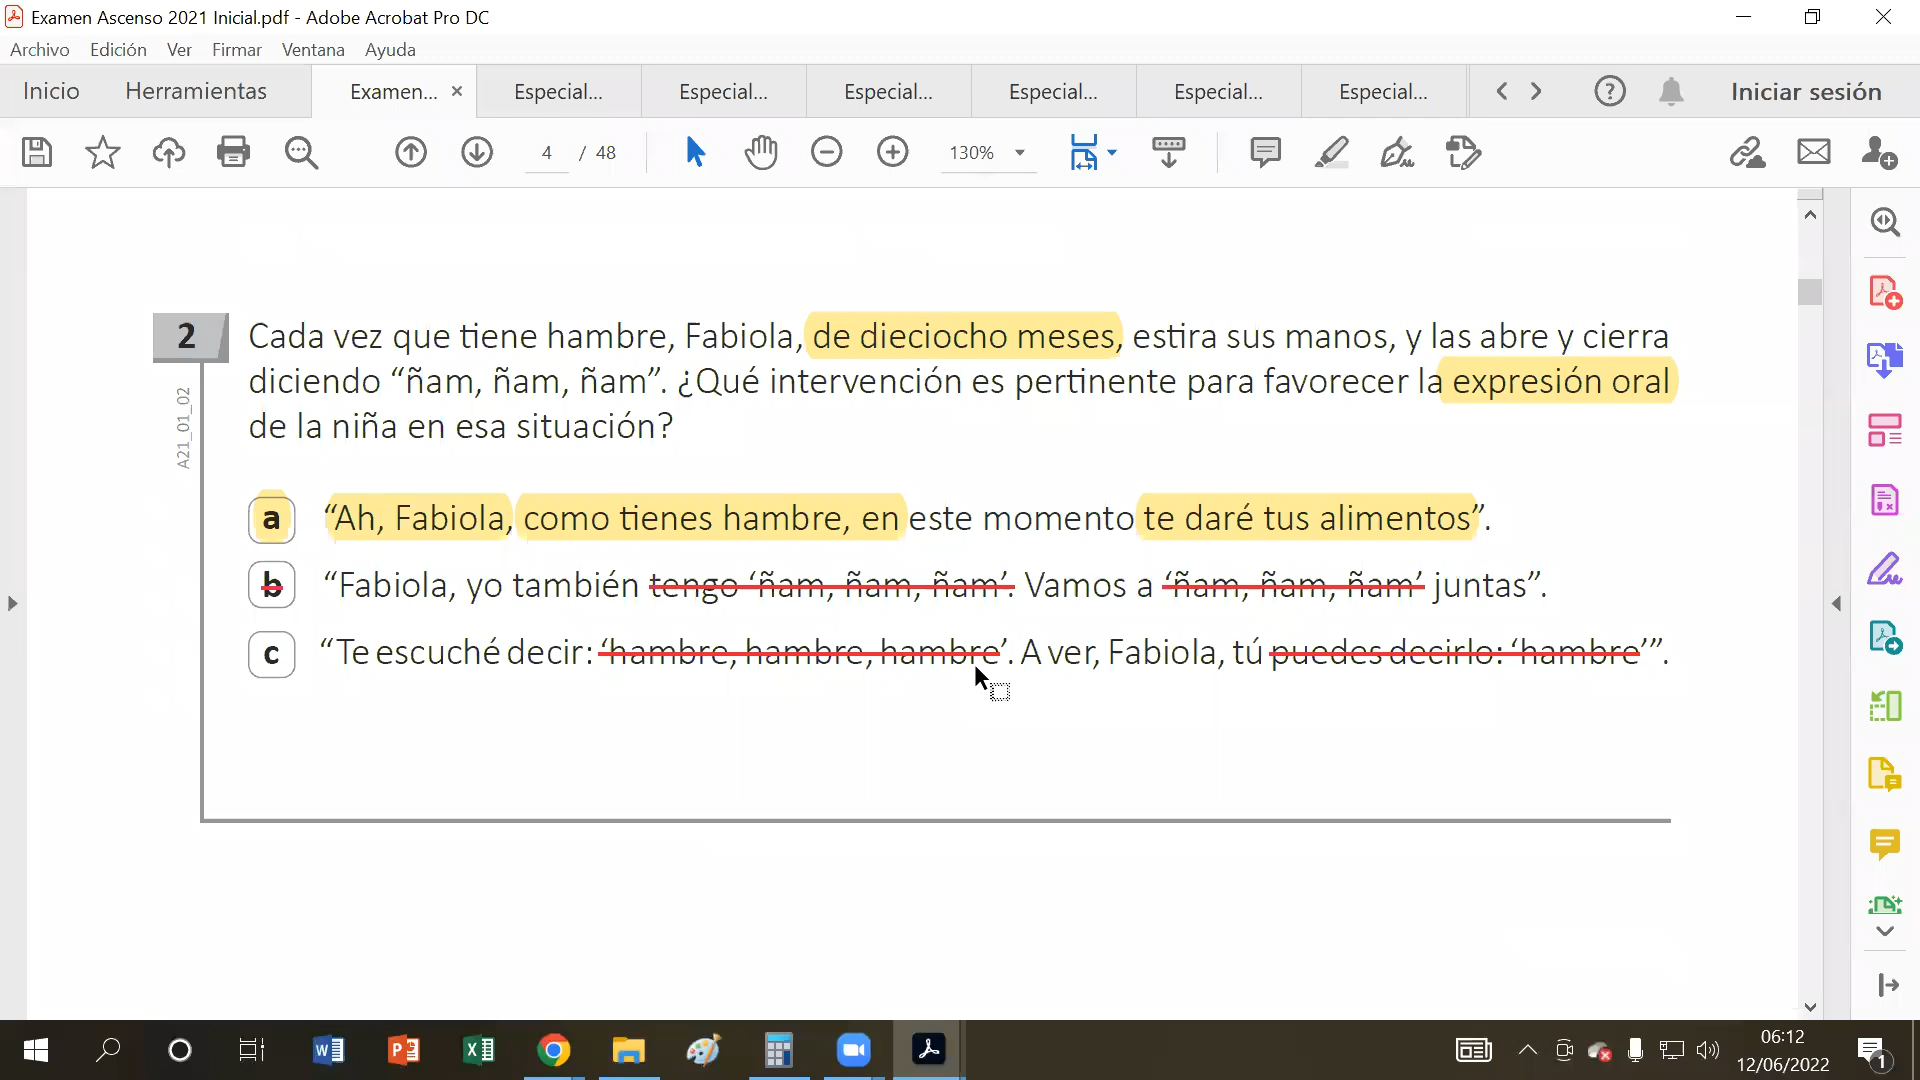 Examen Ascenso 2021 Inicial.pdf - Adobe Acrobat Pro DC
Archivo Edición Ver Firmar Ventana Ayuda
Inicio Herramientas Examen... × Especial... Especial... Especial... Especial... Especial... Especial... Iniciar sesión
4 / 48 130%
2 Cada vez que tiene hambre, Fabiola, de dieciocho meses, estira sus manos, y las abre y cierra
diciendo “ñam, ñam, ñam”. ¿Qué intervención es pertinente para favorecer la expresión oral
de la niña en esa situación?
A21_01_02
a “Ah, Fabiola, como tienes hambre, en este momento te daré tus alimentos”.
b “Fabiola, yo también tengo ‘ñam, ñam, ñam’. Vamos a ‘ñam, ñam, ñam’ juntas”.
c “Te escuché decir: ‘hambre, hambre, hambre’. A ver, Fabiola, tú puedes decirlo: ‘hambre’”.
06:12
12/06/2022
1